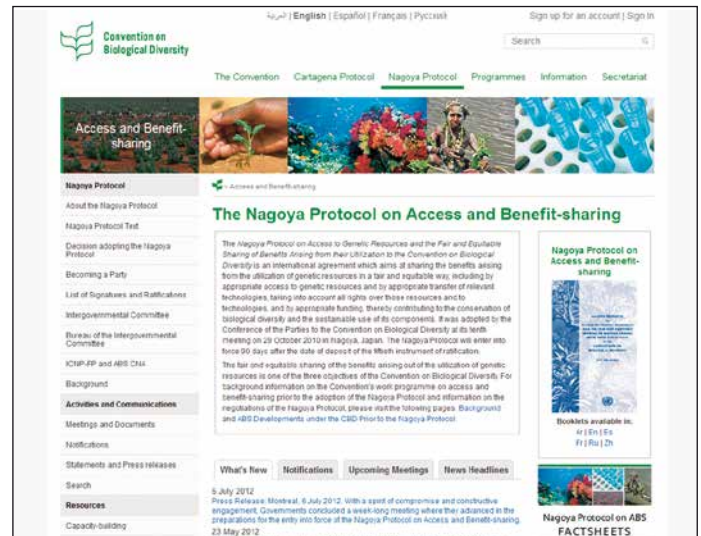 العربية | English | Español | Français | Русский
Sign up for an account | Sign in
Convention on
Biological Diversity
Search
The Convention Cartagena Protocol Nagoya Protocol Programmes Information Secretariat
Access and Benefit-
sharing
Nagoya Protocol
About the Nagoya Protocol
Nagoya Protocol Text
Decision adopting the Nagoya
Protocol
Becoming a Party
List of Signatures and Ratifications
Intergovernmental Committee
Bureau of the Intergovernmental
Committee
ICNP-FP and ABS CNA
Background
Activities and Communications
Meetings and Documents
Notifications
Statements and Press releases
Search
Resources
Capacity-building
» Access and Benefit-sharing
The Nagoya Protocol on Access and Benefit-sharing
The Nagoya Protocol on Access to Genetic Resources and the Fair and Equitable
Sharing of Benefits Arising from their Utilization to the Convention on Biological
Diversity is an international agreement which aims at sharing the benefits arising
from the utilization of genetic resources in a fair and equitable way, including by
appropriate access to genetic resources and by appropriate transfer of relevant
technologies, taking into account all rights over those resources and to
technologies, and by appropriate funding, thereby contributing to the conservation of
biological diversity and the sustainable use of its components. It was adopted by the
Conference of the Parties to the Convention on Biological Diversity at its tenth
meeting on 29 October 2010 in Nagoya, Japan. The Nagoya Protocol will enter into
force 90 days after the date of deposit of the fiftieth instrument of ratification.
The fair and equitable sharing of the benefits arising out of the utilization of genetic
resources is one of the three objectives of the Convention on Biological Diversity. For
background information on the Convention's work programme on access and
benefit-sharing prior to the adoption of the Nagoya Protocol and information on the
negotiations of the Nagoya Protocol, please visit the following pages: Background
and ABS Developments under the CBD Prior to the Nagoya Protocol.
What's New Notifications Upcoming Meetings News Headlines
6 July 2012
Press Release: Montreal, 6 July 2012. With a spirit of compromise and constructive
engagement, Governments concluded a week-long meeting where ther advanced in the
preparations for the entry into force of the Nagoya Protocol on Access and Benefit-sharing.
23 May 2012
Nagoya Protocol on
Access and Benefit-
sharing
Booklets available in:
Ar | En | Es
Fr | Ru | Zh
Nagoya Protocol on ABS
FACTSHEETS